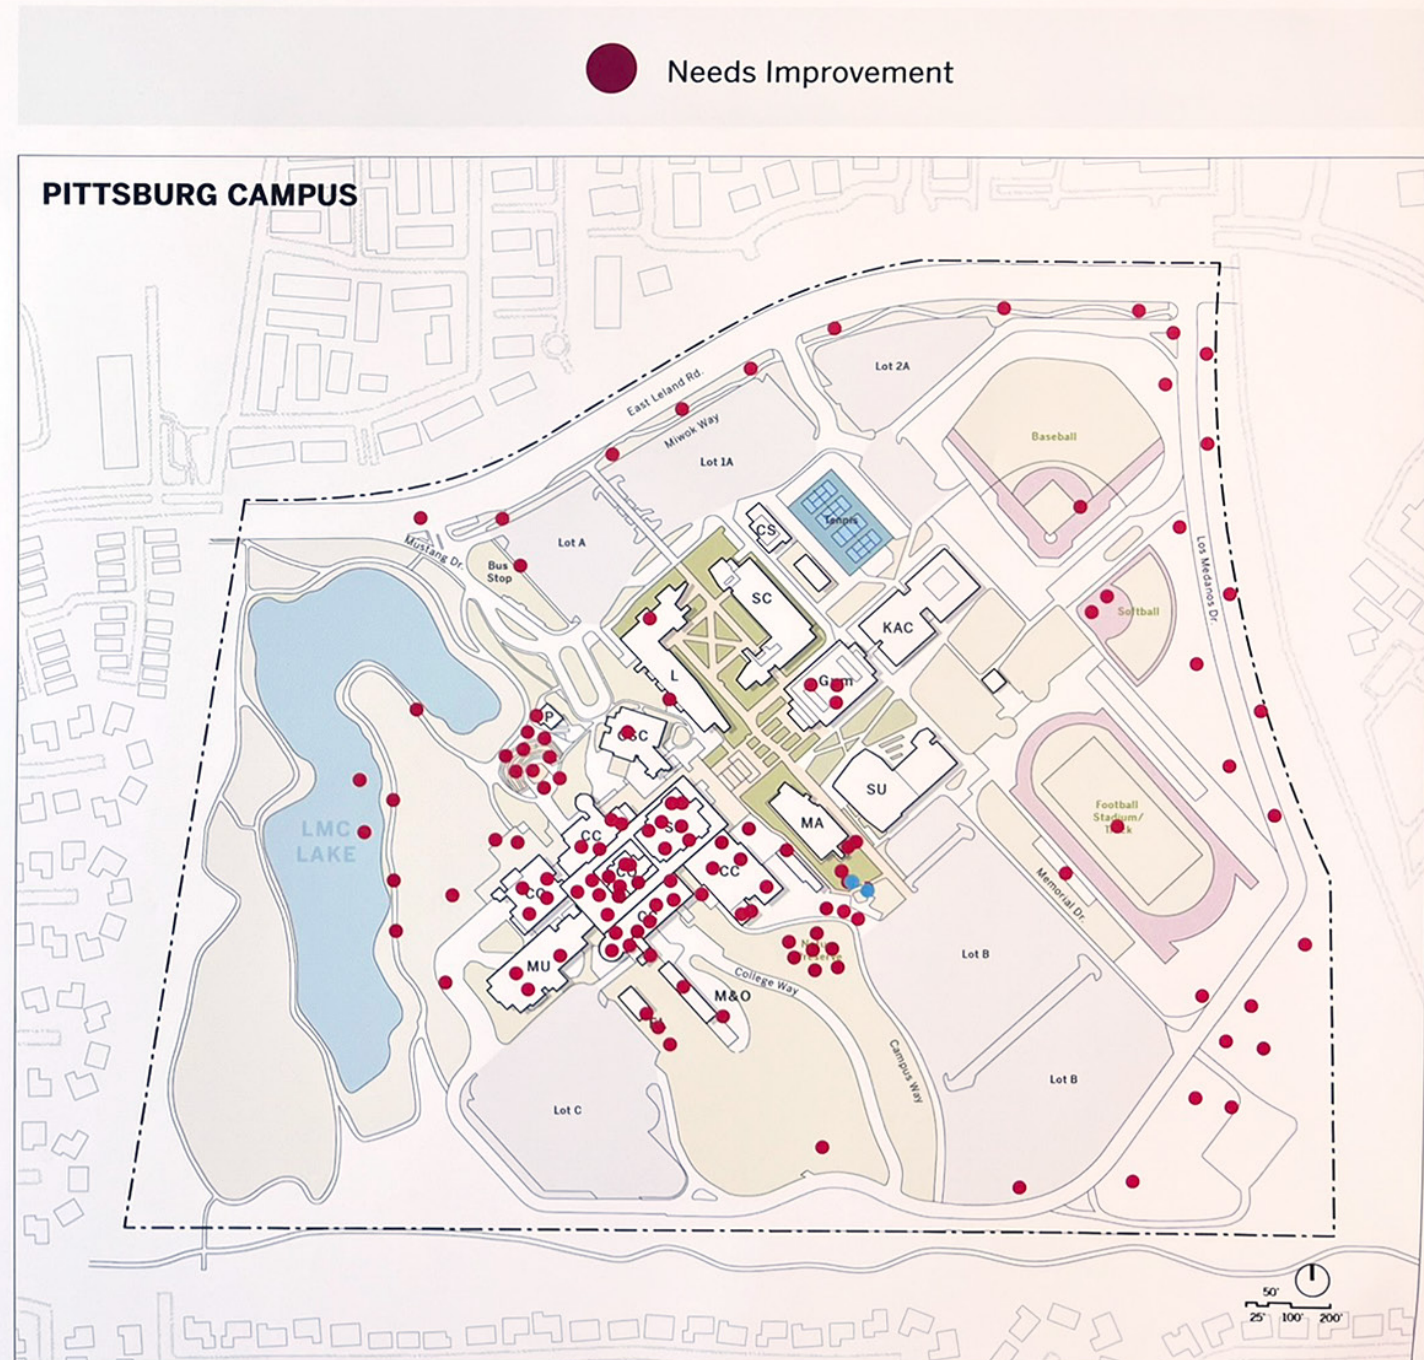 Needs Improvement
PITTSBURG CAMPUS
East Leland Rd.
Miwok Way
Lot 2A
Lot 1A
Baseball
Lot A
Mustang Dr.
Bus
Stop
CS
Tennis
SC
KAC
Softball
Los Medanos Dr.
L
Gym
P
CSC
SU
MA
Football
Stadium/
Track
LMC
LAKE
CC
CC
CC
MU
M&O
Nature
Preserve
College Way
Memorial Dr.
Lot B
Campus Way
Lot B
Lot C
50'
25' 100' 200'